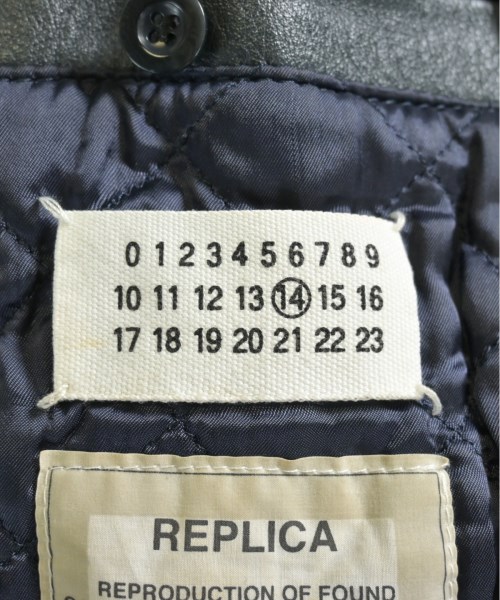 0 1 2 3 4 5 6 7 8 9
10 11 12 13 14 15 16
17 18 19 20 21 22 23
REPLICA
REPRODUCTION OF FOUND